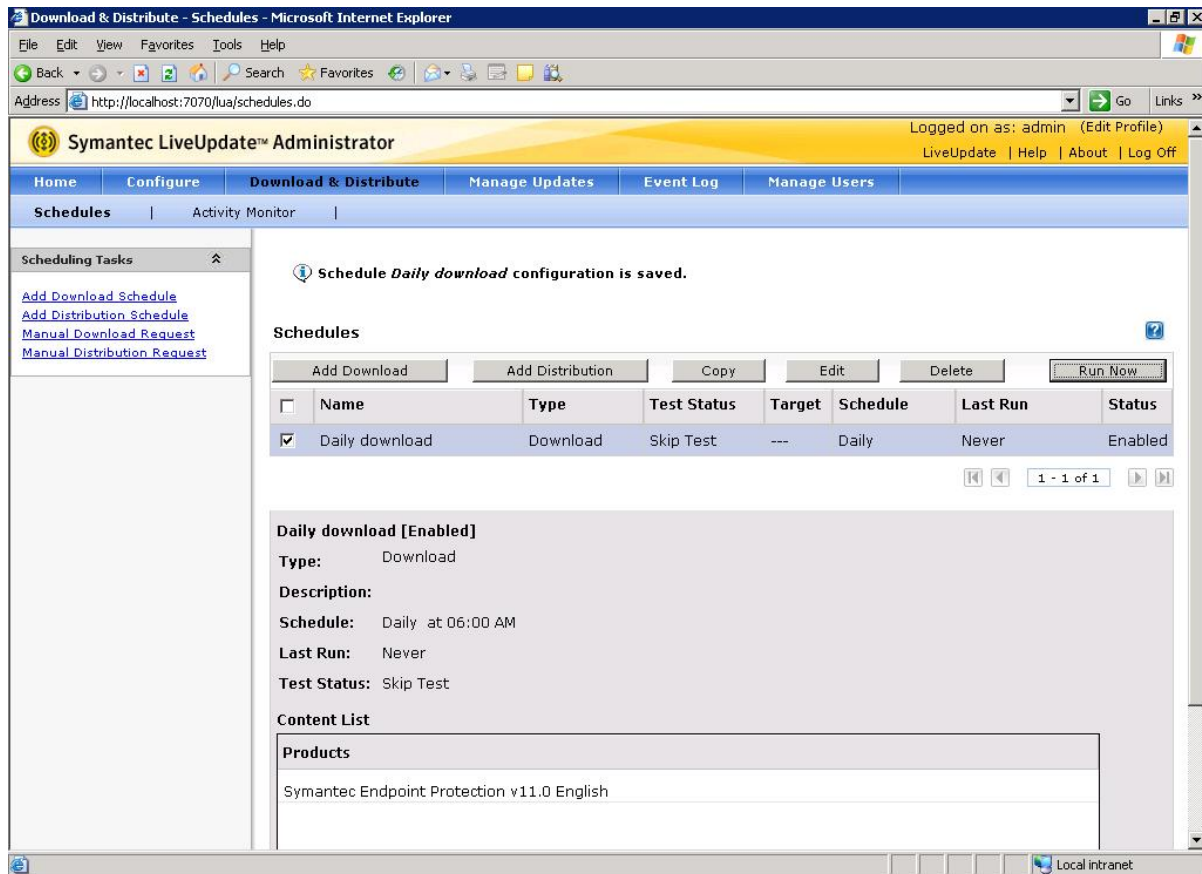 Download & Distribute - Schedules - Microsoft Internet Explorer
File Edit View Favorites Tools Help
Back Search Favorites
Address http://localhost:7070/lua/schedules.do Go Links »
Symantec LiveUpdate™ Administrator
Logged on as: admin (Edit Profile)
LiveUpdate | Help | About | Log Off
Home Configure Download & Distribute Manage Updates Event Log Manage Users
Schedules | Activity Monitor |
Scheduling Tasks
Add Download Schedule
Add Distribution Schedule
Manual Download Request
Manual Distribution Request
Schedule Daily download configuration is saved.
Schedules ?
Add Download Add Distribution Copy Edit Delete Run Now
Name Type Test Status Target Schedule Last Run Status
Daily download Download Skip Test --- Daily Never Enabled
1 - 1 of 1
Daily download [Enabled]
Type: Download
Description:
Schedule: Daily at 06:00 AM
Last Run: Never
Test Status: Skip Test
Content List
Products
Symantec Endpoint Protection v11.0 English
Local intranet